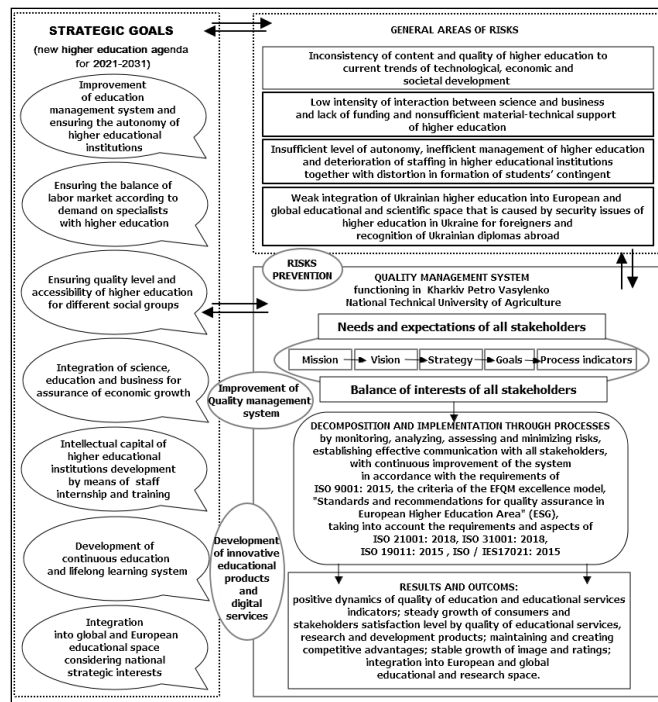 STRATEGIC GOALS
(new higher education agenda
for 2021-2031)
Improvement
of education
management system and
ensuring the autonomy of
higher educational
institutions
Ensuring the balance of
labor market according to
demand on specialists
with higher education
Ensuring quality level and
accessibility of higher education
for different social groups
Integration of science,
education and business for
assurance of economic growth
Intellectual capital of
higher educational
institutions development
by means of staff
internship and training
Development of
continuous education
and lifelong learning system
Integration
into global and European
educational space
considering national
strategic interests
GENERAL AREAS OF RISKS
Inconsistency of content and quality of higher education to
current trends of technological, economic and
societal development
Low intensity of interaction between science and business
and lack of funding and nonsufficient material-technical support
of higher education
Insufficient level of autonomy, inefficient management of higher education
and deterioration of staffing in higher educational institutions
together with distortion in formation of students' contingent
Weak integration of Ukrainian higher education into European and
global educational and scientific space that is caused by security issues of
higher education in Ukraine for foreigners and
recognition of Ukrainian diplomas abroad
RISKS
PREVENTION
QUALITY MANAGEMENT SYSTEM
functioning in Kharkiv Petro Vasylenko
National Technical University of Agriculture
Needs and expectations of all stakeholders
Mission Vision Strategy Goals Process indicators
Balance of interests of all stakeholders
Improvement of
Quality management
system
DECOMPOSITION AND IMPLEMENTATION THROUGH PROCESSES
by monitoring, analyzing, assessing and minimizing risks,
establishing effective communication with all stakeholders,
with continuous improvement of the system
in accordance with the requirements of
ISO 9001: 2015, the criteria of the EFQM excellence model,
"Standards and recommendations for quality assurance in
European Higher Education Area" (ESG),
taking into account the requirements and aspects of
ISO 21001: 2018, ISO 31001: 2018,
ISO 19011: 2015 , ISO / IES17021: 2015
Development
of innovative
educational
products
and digital
services
RESULTS AND OUTCOMES:
positive dynamics of quality of education and educational services
indicators; steady growth of consumers and
stakeholders satisfaction level by quality of educational services,
research and development products; maintaining and creating
competitive advantages; stable growth of image and ratings;
integration into European and global
educational and research space.